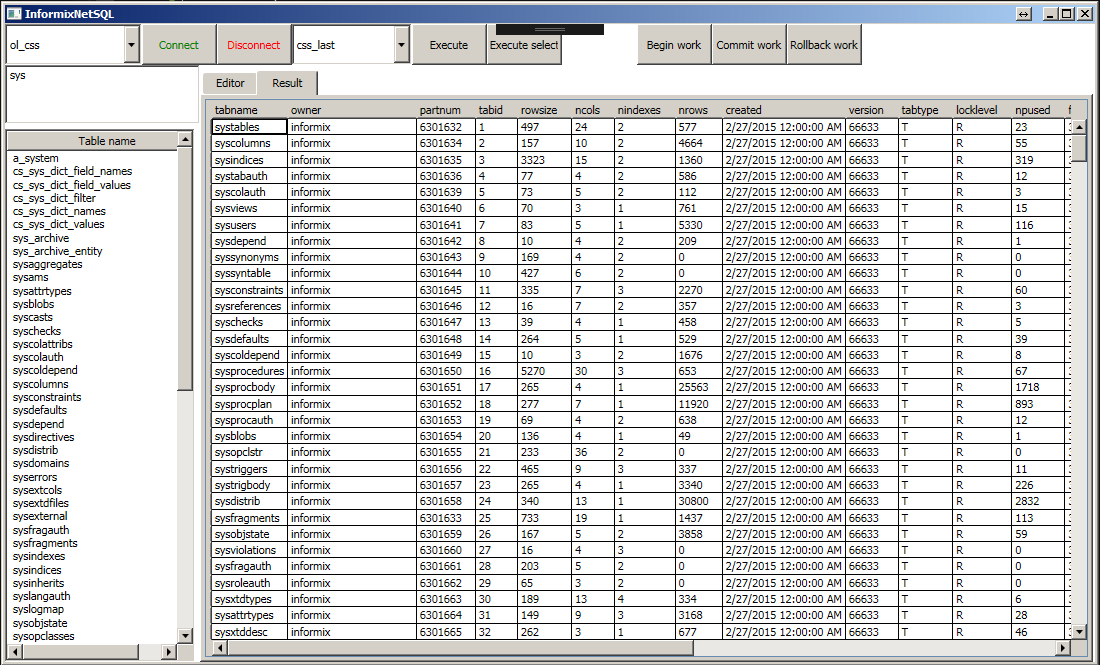 InformixNetSQL
ol_css Connect Disconnect css_last Execute Execute select Begin work Commit work Rollback work
sys
Editor Result
Table name
a_system
cs_sys_dict_field_names
cs_sys_dict_field_values
cs_sys_dict_filter
cs_sys_dict_names
cs_sys_dict_values
sys_archive
sys_archive_entity
sysaggregates
sysams
sysattrtypes
sysblobs
syscasts
syschecks
syscolattribs
syscolauth
syscoldepend
syscolumns
sysconstraints
sysdefaults
sysdepend
sysdirectives
sysdistrib
sysdomains
syserrors
sysextcols
sysextdfiles
sysexternal
sysfragauth
sysfragments
sysindexes
sysindices
sysinherits
syslangauth
syslogmap
sysobjstate
sysopclasses
tabname owner partnum tabid rowsize ncols nindexes nrows created version tabtype locklevel npused f
systables informix 6301632 1 497 24 2 577 2/27/2015 12:00:00 AM 66633 T R 23
syscolumns informix 6301634 2 157 10 2 4664 2/27/2015 12:00:00 AM 66633 T R 55
sysindices informix 6301635 3 3323 15 2 1360 2/27/2015 12:00:00 AM 66633 T R 319
systabauth informix 6301636 4 77 4 2 586 2/27/2015 12:00:00 AM 66633 T R 12
syscolauth informix 6301639 5 73 5 2 112 2/27/2015 12:00:00 AM 66633 T R 3
sysviews informix 6301640 6 70 3 1 761 2/27/2015 12:00:00 AM 66633 T R 15
sysusers informix 6301641 7 83 5 1 5330 2/27/2015 12:00:00 AM 66633 T R 116
sysdepend informix 6301642 8 10 4 2 209 2/27/2015 12:00:00 AM 66633 T R 1
syssynonyms informix 6301643 9 169 4 2 0 2/27/2015 12:00:00 AM 66633 T R 0
syssyntable informix 6301644 10 427 6 2 0 2/27/2015 12:00:00 AM 66633 T R 0
sysconstraints informix 6301645 11 335 7 3 2270 2/27/2015 12:00:00 AM 66633 T R 60
sysreferences informix 6301646 12 16 7 2 357 2/27/2015 12:00:00 AM 66633 T R 3
syschecks informix 6301647 13 39 4 1 458 2/27/2015 12:00:00 AM 66633 T R 5
sysdefaults informix 6301648 14 264 5 1 529 2/27/2015 12:00:00 AM 66633 T R 39
syscoldepend informix 6301649 15 10 3 2 1676 2/27/2015 12:00:00 AM 66633 T R 8
sysprocedures informix 6301650 16 5270 30 3 653 2/27/2015 12:00:00 AM 66633 T R 67
sysprocbody informix 6301651 17 265 4 1 25563 2/27/2015 12:00:00 AM 66633 T R 1718
sysprocplan informix 6301652 18 277 7 1 11920 2/27/2015 12:00:00 AM 66633 T R 893
sysprocauth informix 6301653 19 69 4 2 638 2/27/2015 12:00:00 AM 66633 T R 12
sysblobs informix 6301654 20 136 4 1 49 2/27/2015 12:00:00 AM 66633 T R 1
sysopclstr informix 6301655 21 233 36 2 0 2/27/2015 12:00:00 AM 66633 T R 0
systriggers informix 6301656 22 465 9 3 337 2/27/2015 12:00:00 AM 66633 T R 11
systrigbody informix 6301657 23 265 4 1 3340 2/27/2015 12:00:00 AM 66633 T R 226
sysdistrib informix 6301658 24 340 13 1 30800 2/27/2015 12:00:00 AM 66633 T R 2832
sysfragments informix 6301633 25 733 19 1 1437 2/27/2015 12:00:00 AM 66633 T R 113
sysobjstate informix 6301659 26 167 5 2 3858 2/27/2015 12:00:00 AM 66633 T R 59
sysviolations informix 6301660 27 16 4 3 0 2/27/2015 12:00:00 AM 66633 T R 0
sysfragauth informix 6301661 28 203 5 2 0 2/27/2015 12:00:00 AM 66633 T R 0
sysroleauth informix 6301662 29 65 3 2 0 2/27/2015 12:00:00 AM 66633 T R 0
sysxtdtypes informix 6301663 30 189 13 4 334 2/27/2015 12:00:00 AM 66633 T R 6
sysattrtypes informix 6301664 31 149 9 3 3168 2/27/2015 12:00:00 AM 66633 T R 28
sysxtddesc informix 6301665 32 262 3 1 677 2/27/2015 12:00:00 AM 66633 T R 46